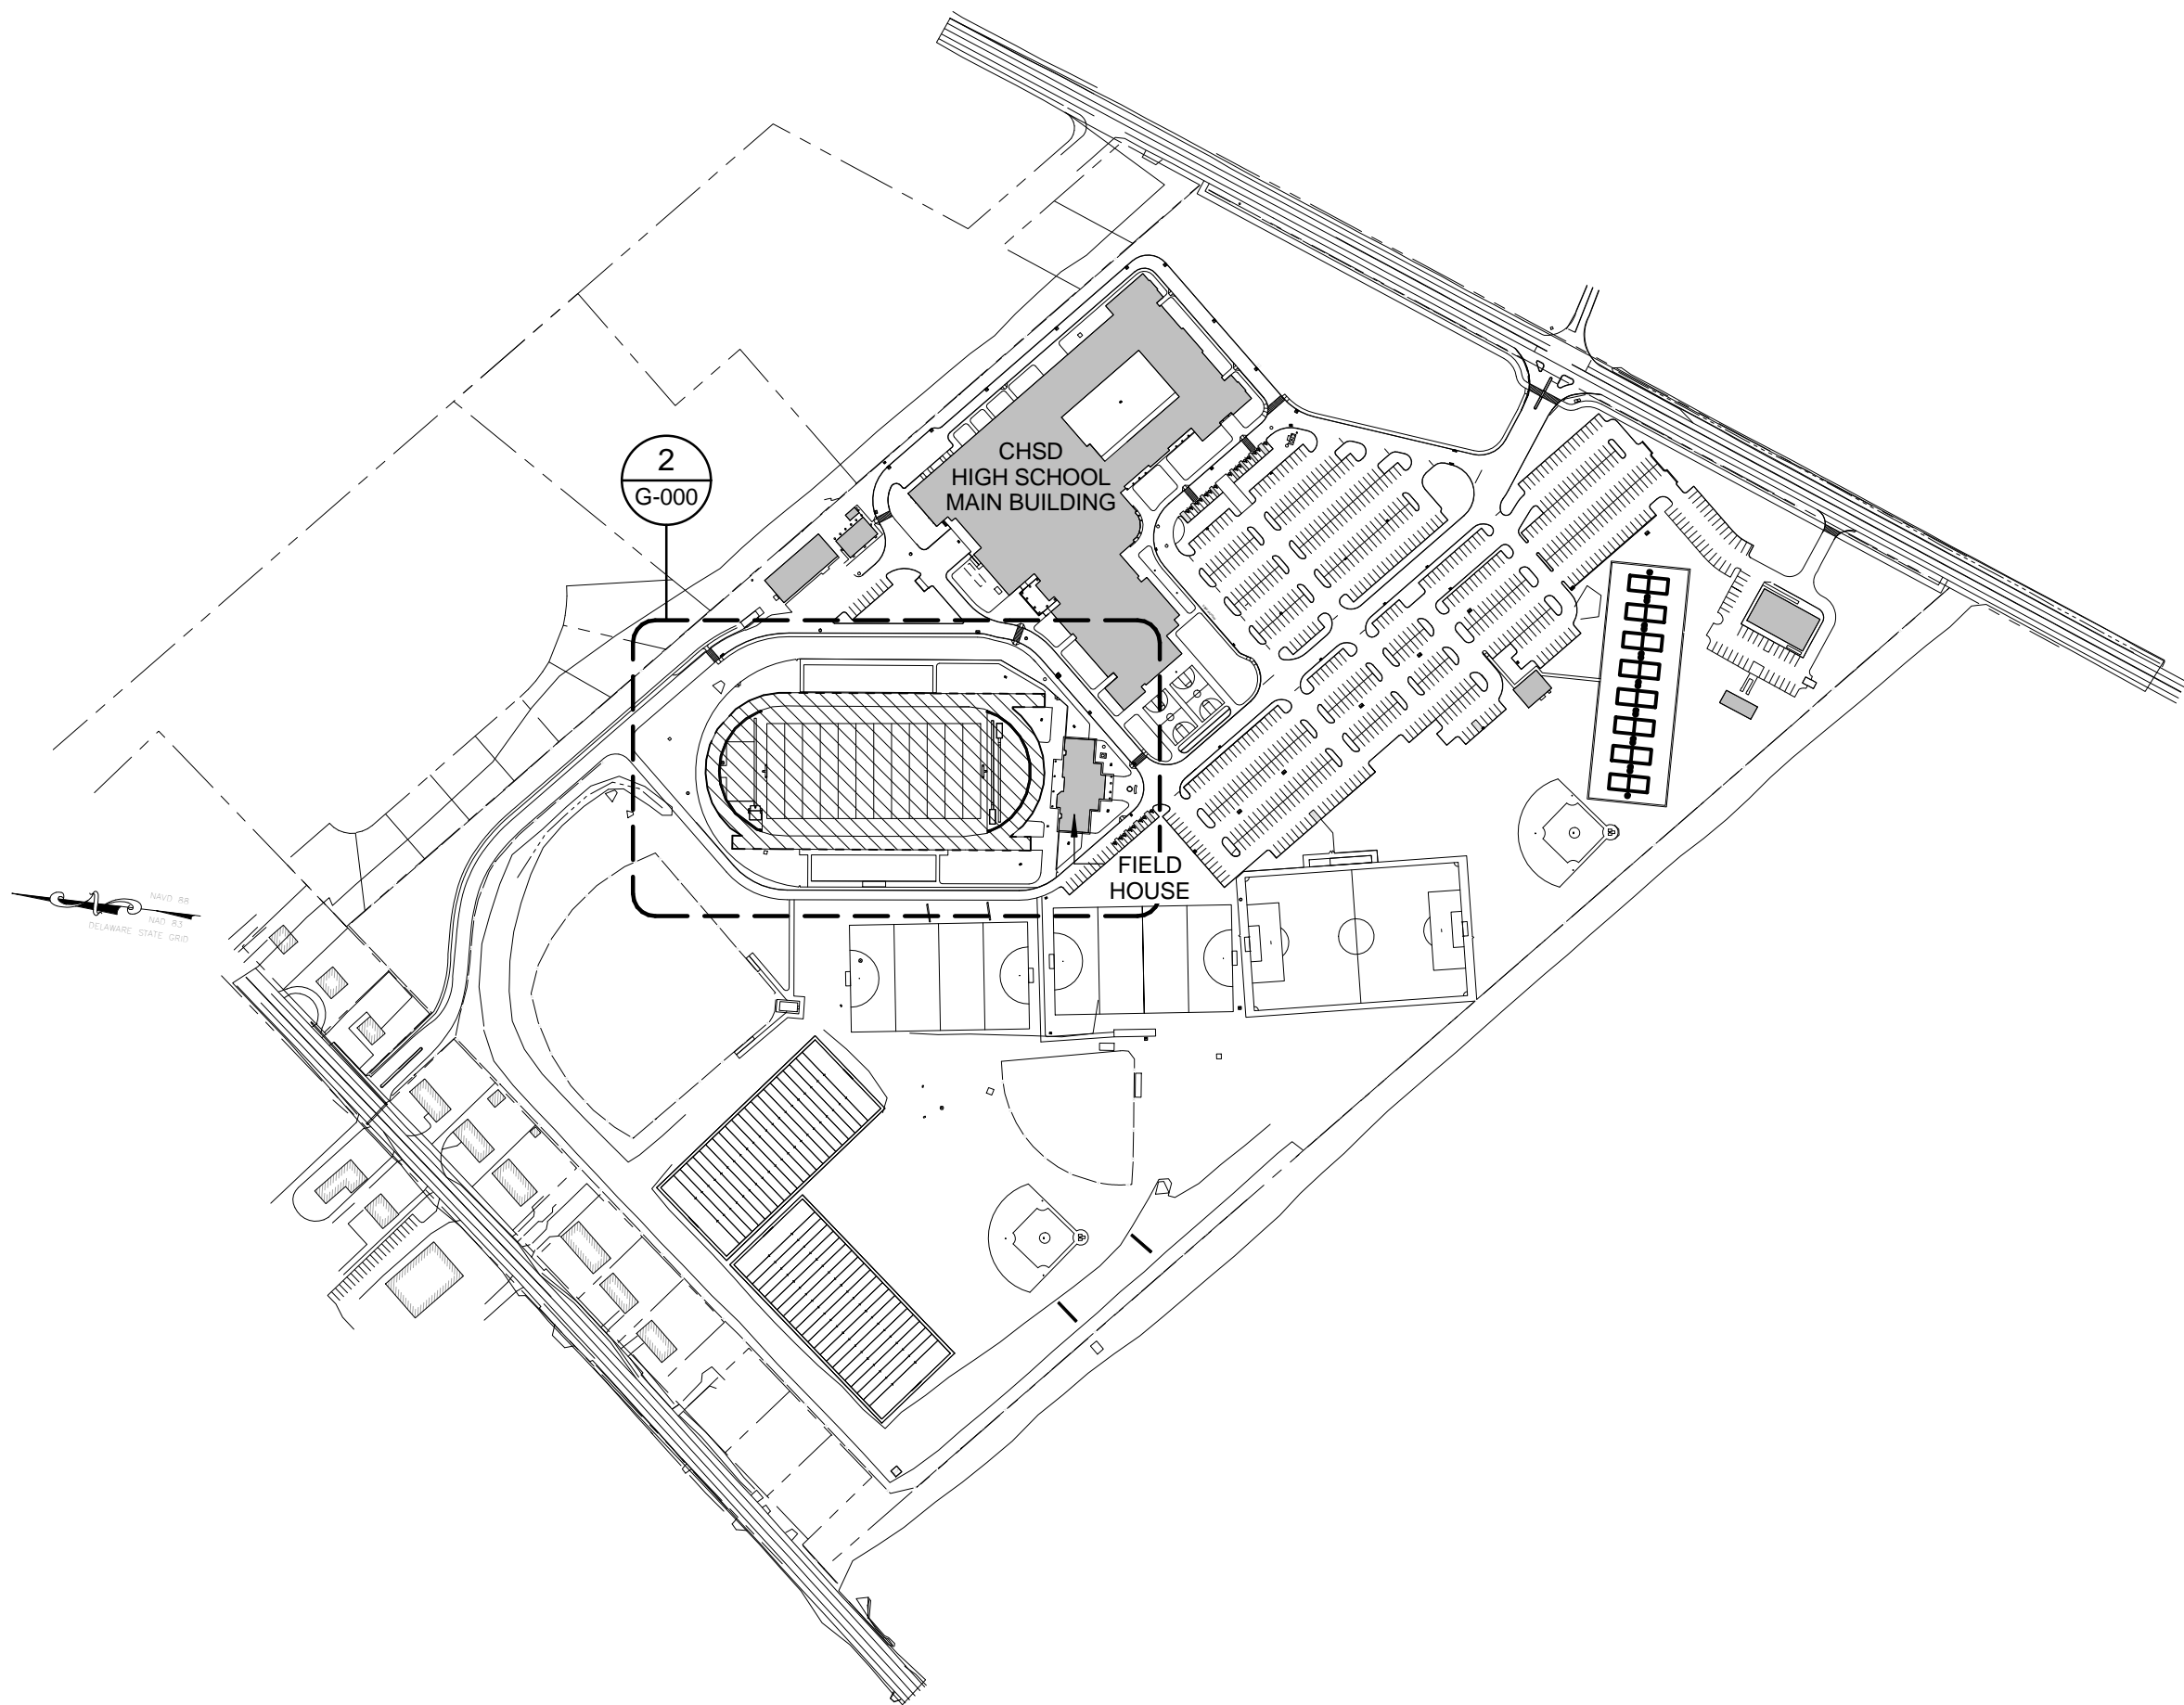 CHSD
HIGH SCHOOL
MAIN BUILDING
2
G-000
FIELD
HOUSE
NAVD 88
NAD 83
DELAWARE STATE GRID